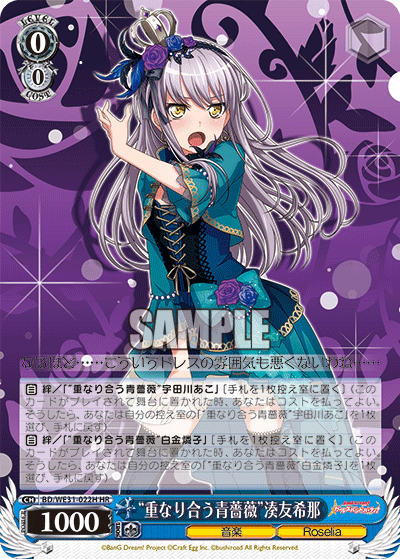 LEVEL
0
0
COST
SAMPLE
なるほど……こういうドレスの雰囲気も悪くないわね……
自 絆／「“重なり合う青薔薇”宇田川あこ」［手札を1枚控え室に置く］（この
カードがプレイされて舞台に置かれた時、あなたはコストを払ってよい。
そうしたら、あなたは自分の控え室の「“重なり合う青薔薇”宇田川あこ」を1枚
選び、手札に戻す）
自 絆／「“重なり合う青薔薇”白金燐子」［手札を1枚控え室に置く］（この
カードがプレイされて舞台に置かれた時、あなたはコストを払ってよい。
そうしたら、あなたは自分の控え室の「“重なり合う青薔薇”白金燐子」を1枚
選び、手札に戻す）
CH BD/WE31-022H HR
“重なり合う青薔薇”湊友希那
1000
音楽
Roselia
©BanG Dream! Project ©Craft Egg Inc. ©bushiroad All Rights Reserved.